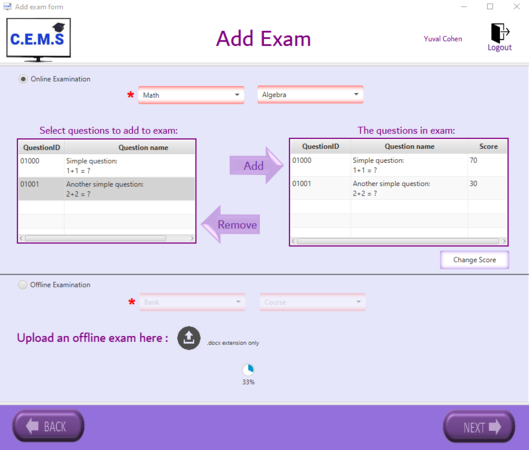 Add exam form
C.E.M.S
Add Exam
Yuval Cohen
Logout
Online Examination
* Math Algebra
Select questions to add to exam:
QuestionID Question name
01000 Simple question:
1+1 = ?
01001 Another simple question:
2+2 = ?
Add
Remove
The questions in exam:
QuestionID Question name Score
01000 Simple question: 70
1+1 = ?
01001 Another simple question: 30
2+2 = ?
Change Score
Offline Examination
* Bank Course
Upload an offline exam here :
.docx extension only
33%
BACK
NEXT